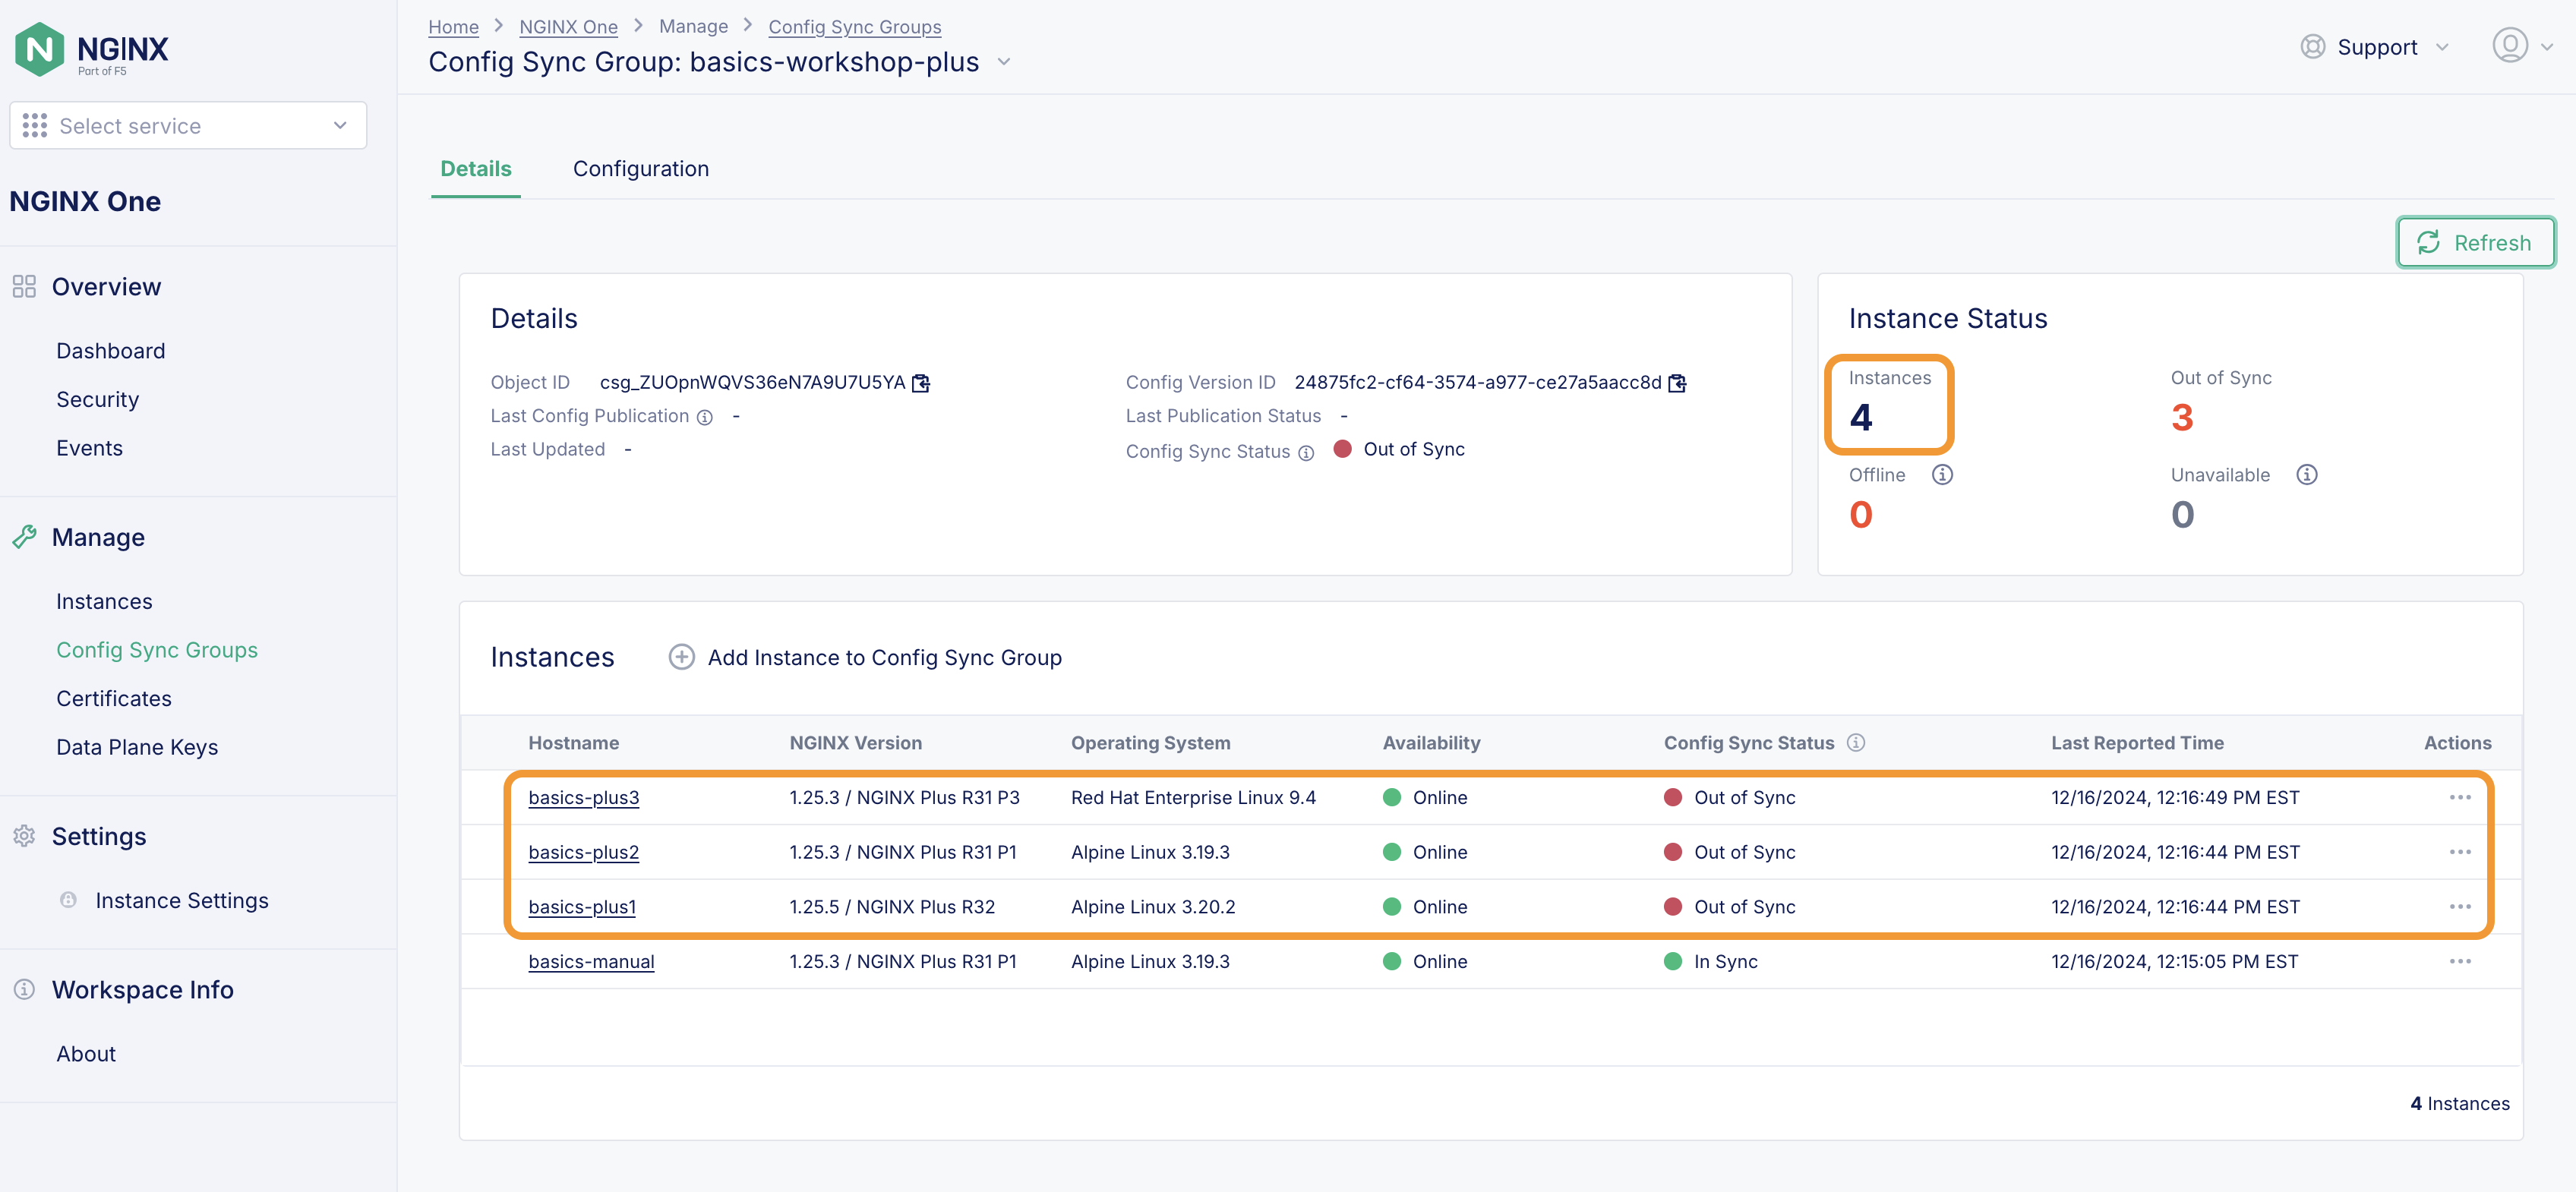 NGINX
Part of F5
Select service
NGINX One
Overview
Dashboard
Security
Events
Manage
Instances
Config Sync Groups
Certificates
Data Plane Keys
Settings
Instance Settings
Workspace Info
About
Home > NGINX One > Manage > Config Sync Groups
Config Sync Group: basics-workshop-plus
Support
Details Configuration
Refresh
Details
Object ID csg_ZUOpnWQVS36eN7A9U7U5YA
Last Config Publication -
Last Updated -
Config Version ID 24875fc2-cf64-3574-a977-ce27a5aacc8d
Last Publication Status -
Config Sync Status Out of Sync
Instance Status
Instances Out of Sync
4 3
Offline Unavailable
0 0
Instances Add Instance to Config Sync Group
Hostname NGINX Version Operating System Availability Config Sync Status Last Reported Time Actions
basics-plus3 1.25.3 / NGINX Plus R31 P3 Red Hat Enterprise Linux 9.4 Online Out of Sync 12/16/2024, 12:16:49 PM EST
basics-plus2 1.25.3 / NGINX Plus R31 P1 Alpine Linux 3.19.3 Online Out of Sync 12/16/2024, 12:16:44 PM EST
basics-plus1 1.25.5 / NGINX Plus R32 Alpine Linux 3.20.2 Online Out of Sync 12/16/2024, 12:16:44 PM EST
basics-manual 1.25.3 / NGINX Plus R31 P1 Alpine Linux 3.19.3 Online In Sync 12/16/2024, 12:15:05 PM EST
4 Instances